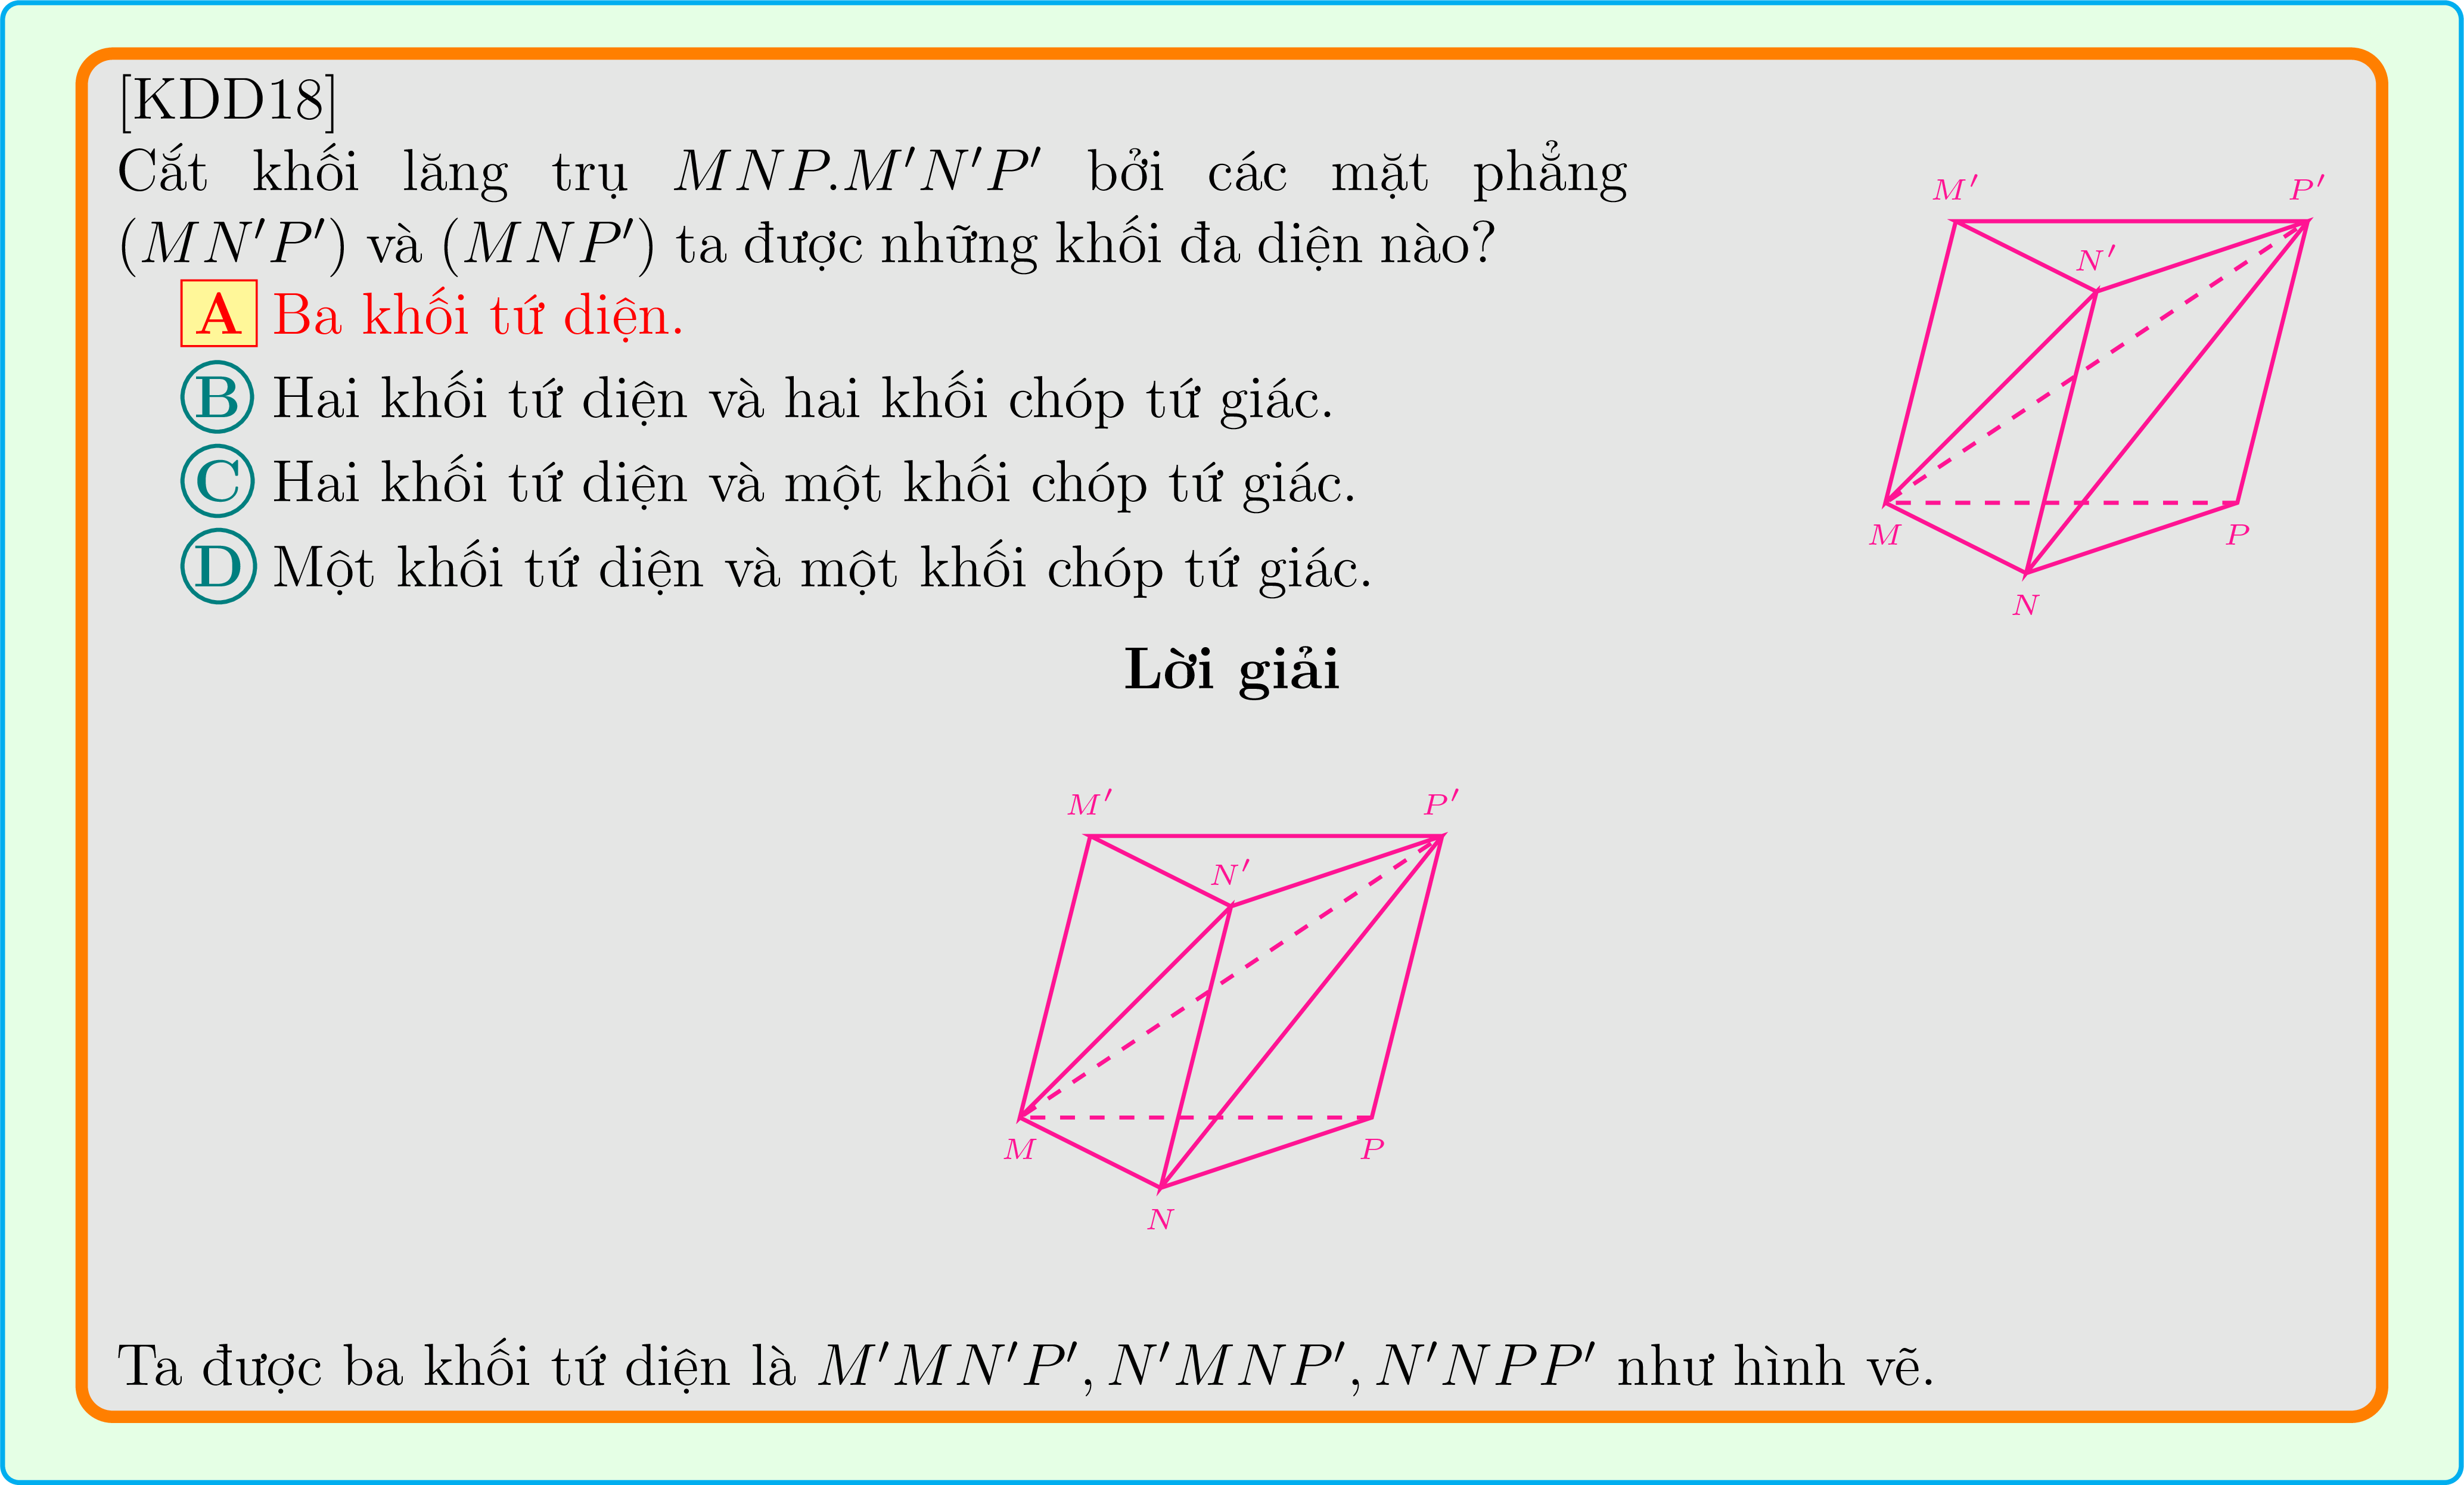 [KDD18]
Cắt khối lăng trụ MNP.M′N′P′ bởi các mặt phẳng
(MN′P′) và (MNP′) ta được những khối đa diện nào?
A Ba khối tứ diện.
B Hai khối tứ diện và hai khối chóp tứ giác.
C Hai khối tứ diện và một khối chóp tứ giác.
D Một khối tứ diện và một khối chóp tứ giác.
M′
P′
N′
M
P
N
Lời giải
M′
P′
N′
M
P
N
Ta được ba khối tứ diện là M′MN′P′, N′MNP′, N′NPP′ như hình vẽ.